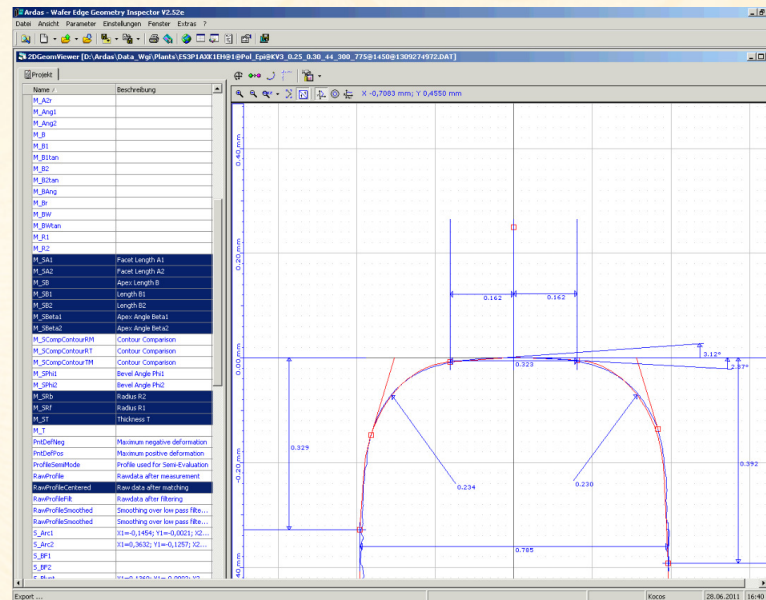 Ardas - Wafer Edge Geometry Inspector V2.52e
Datei Ansicht Parameter Einstellungen Fenster Extras ?
2DGeomViewer [D:\Ardas\Data_Wgi\Plants\ES3P1AXK1EH@1@Pol_Epi@KV3_0.25_0.30_44_300_775@1450@1309274972.DAT]
Projekt
Name / Beschreibung
X -0,7083 mm; Y 0,4550 mm
M_A2r
M_Ang1
M_Ang2
M_B
M_B1
M_B1tan
M_B2
M_B2tan
M_BAng
M_Br
M_BW
M_BWtan
M_R1
M_R2
M_SA1 Facet Length A1
M_SA2 Facet Length A2
M_SB Apex Length B
M_SB1 Length B1
M_SB2 Length B2
M_SBeta1 Apex Angle Beta1
M_SBeta2 Apex Angle Beta2
M_SCompContourRM Contour Comparison
M_SCompContourRT Contour Comparison
M_SCompContourTM Contour Comparison
M_SPhi1 Bevel Angle Phi1
M_SPhi2 Bevel Angle Phi2
M_SRb Radius R2
M_SRf Radius R1
M_ST Thickness T
M_T
PntDefNeg Maximum negative deformation
PntDefPos Maximum positive deformation
ProfileSemiMode Profile used for Semi-Evaluation
RawProfile Rawdata after measurement
RawProfileCentered Raw data after matching
RawProfileFilt Rawdata after filtering
RawProfileSmoothed Smoothing over low pass filte...
RawProfileSmoothed Smoothing over low pass filte...
S_Arc1 X1=-0,1454; Y1=-0,0021; X2...
S_Arc2 X1=0,3632; Y1=-0,1257; X2...
S_BF1
S_BF2
0.40 mm
0.20 mm
0.00 mm
-0.20 mm
0.162
0.162
3.12°
0.323
2.87°
0.329
0.392
0.234
0.230
0.785
Export ...
Kocos
28.06.2011
16:40